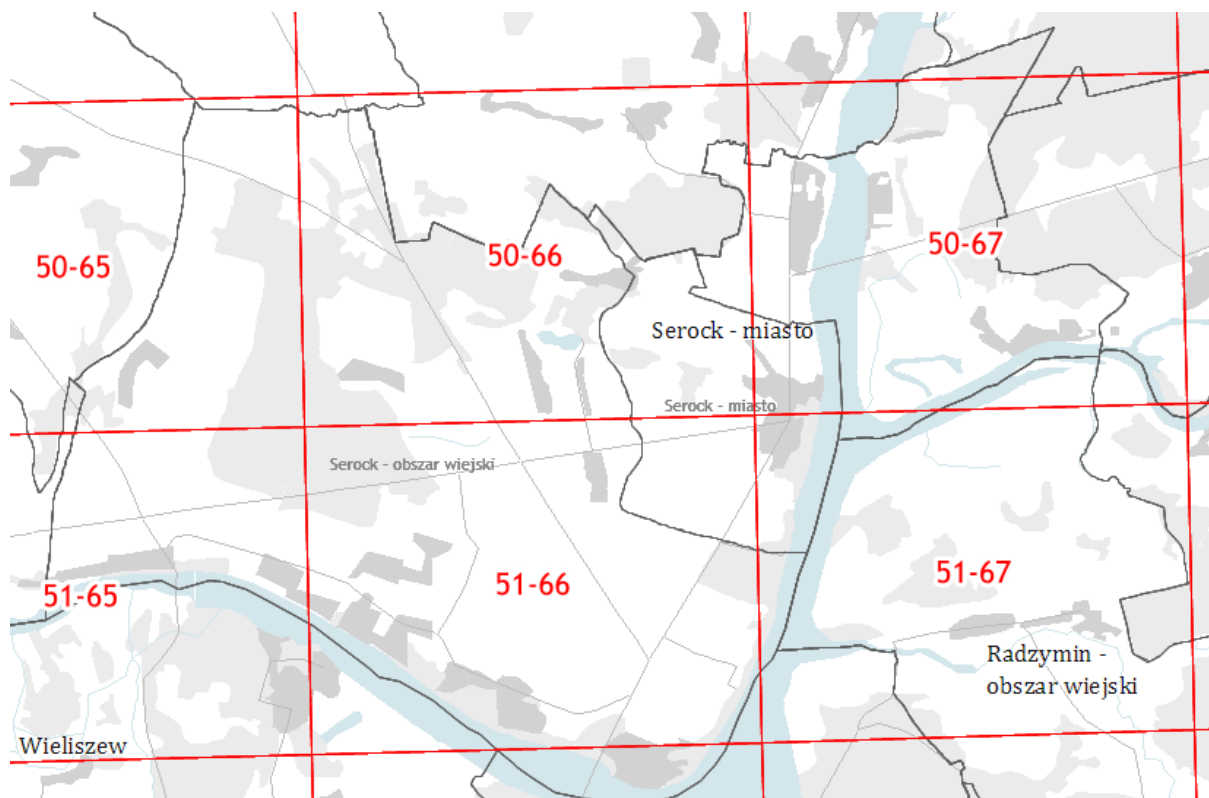 50-65
50-66
50-67
Serock - miasto
Serock - miasto
Serock - obszar wiejski
51-65
51-66
51-67
Radzymin -
obszar wiejski
Wieliszew